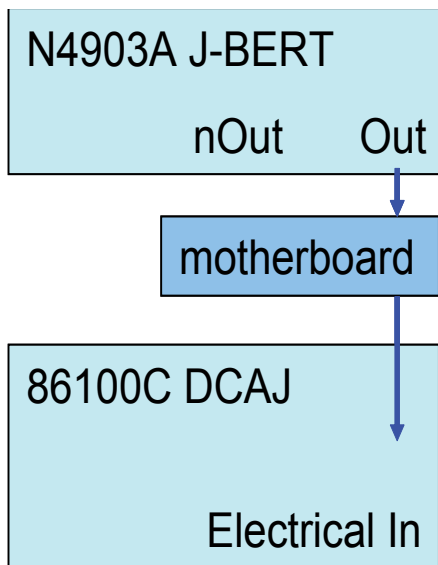 N4903A J-BERT
nOut Out
motherboard
86100C DCAJ
Electrical In